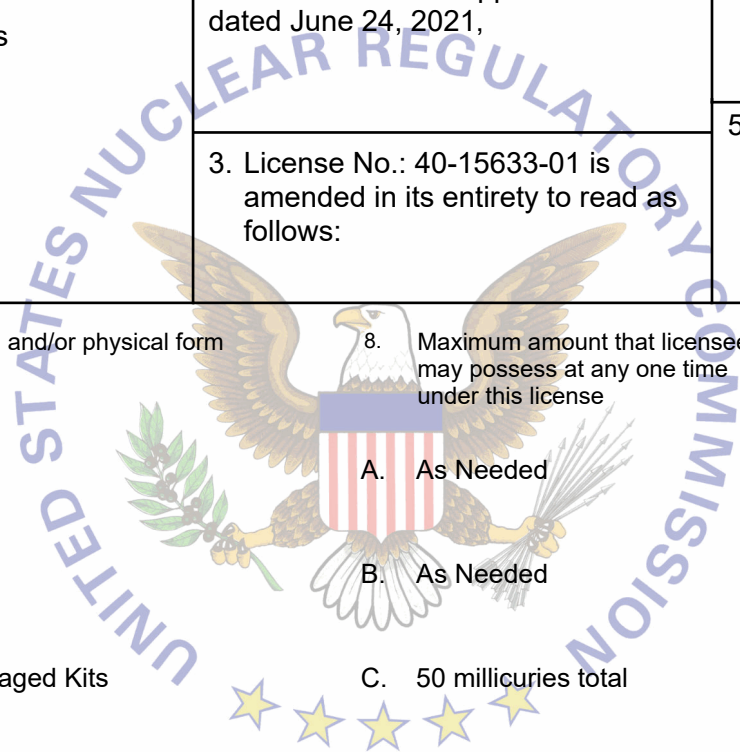 s
dated June 24, 2021,
5
3. License No.: 40-15633-01 is
amended in its entirety to read as
follows:
and/or physical form
8. Maximum amount that licensee
may possess at any one time
under this license
A. As Needed
B. As Needed
aged Kits
C. 50 millicuries total
UNITED STATES NUCLEAR REGULATORY COMMISSION